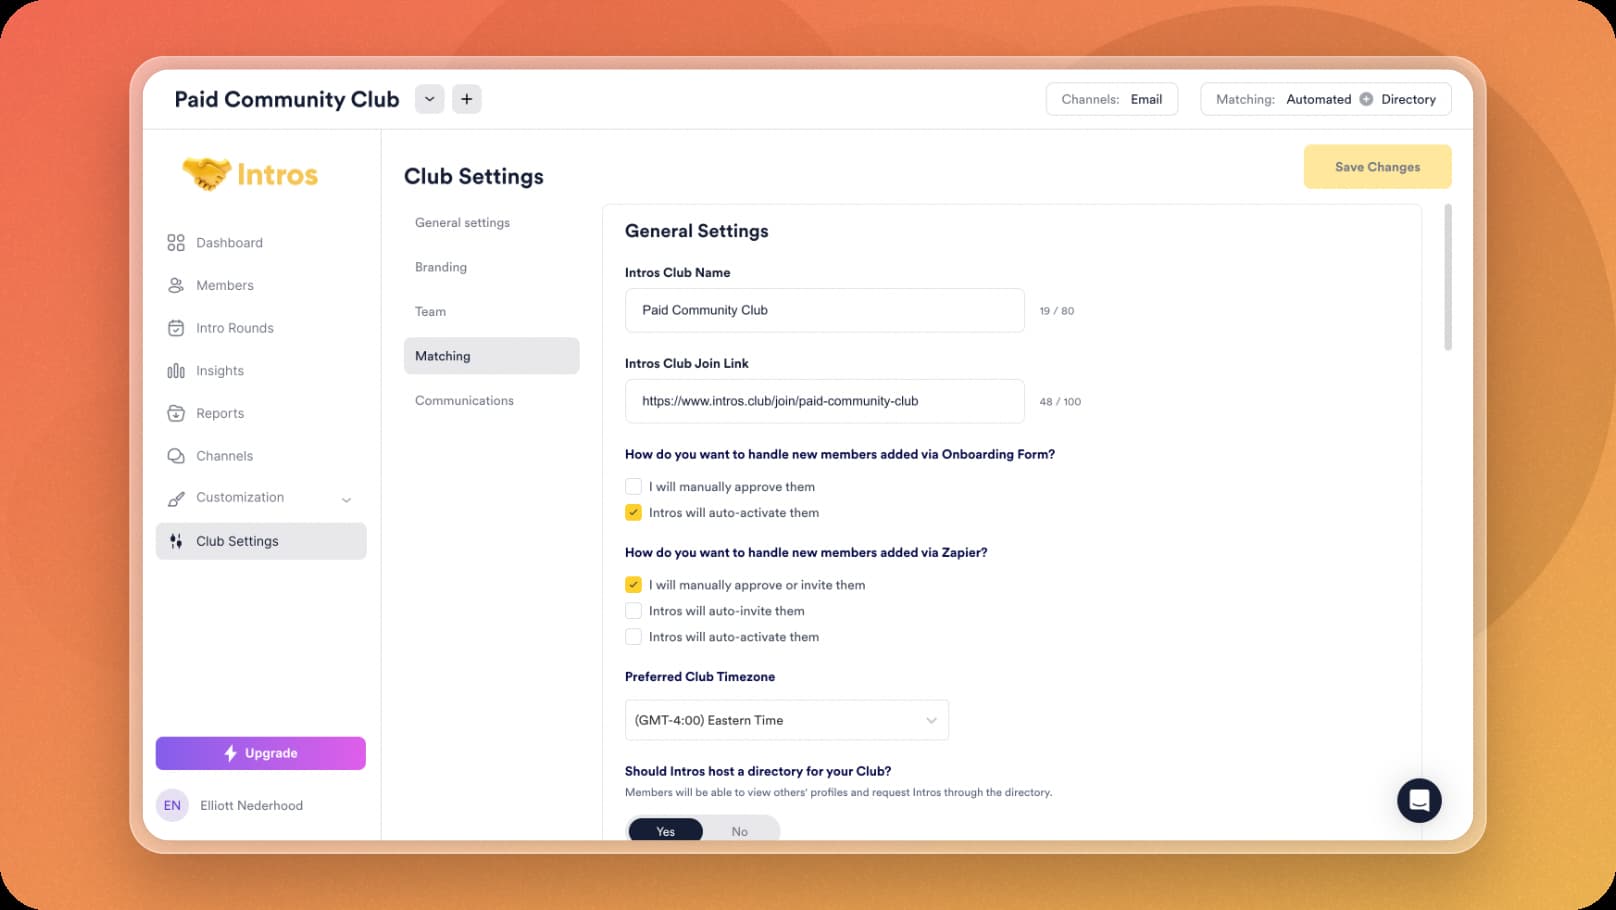 Paid Community Club
Channels: Email
Matching: Automated Directory
Intros
Club Settings
Save Changes
Dashboard
Members
Intro Rounds
Insights
Reports
Channels
Customization
Club Settings
Upgrade
EN Elliott Nederhood
General settings
Branding
Team
Matching
Communications
General Settings
Intros Club Name
Paid Community Club
19 / 80
Intros Club Join Link
https://www.intros.club/join/paid-community-club
48 / 100
How do you want to handle new members added via Onboarding Form?
I will manually approve them
Intros will auto-activate them
How do you want to handle new members added via Zapier?
I will manually approve or invite them
Intros will auto-invite them
Intros will auto-activate them
Preferred Club Timezone
(GMT-4:00) Eastern Time
Should Intros host a directory for your Club?
Members will be able to view others' profiles and request Intros through the directory.
Yes No